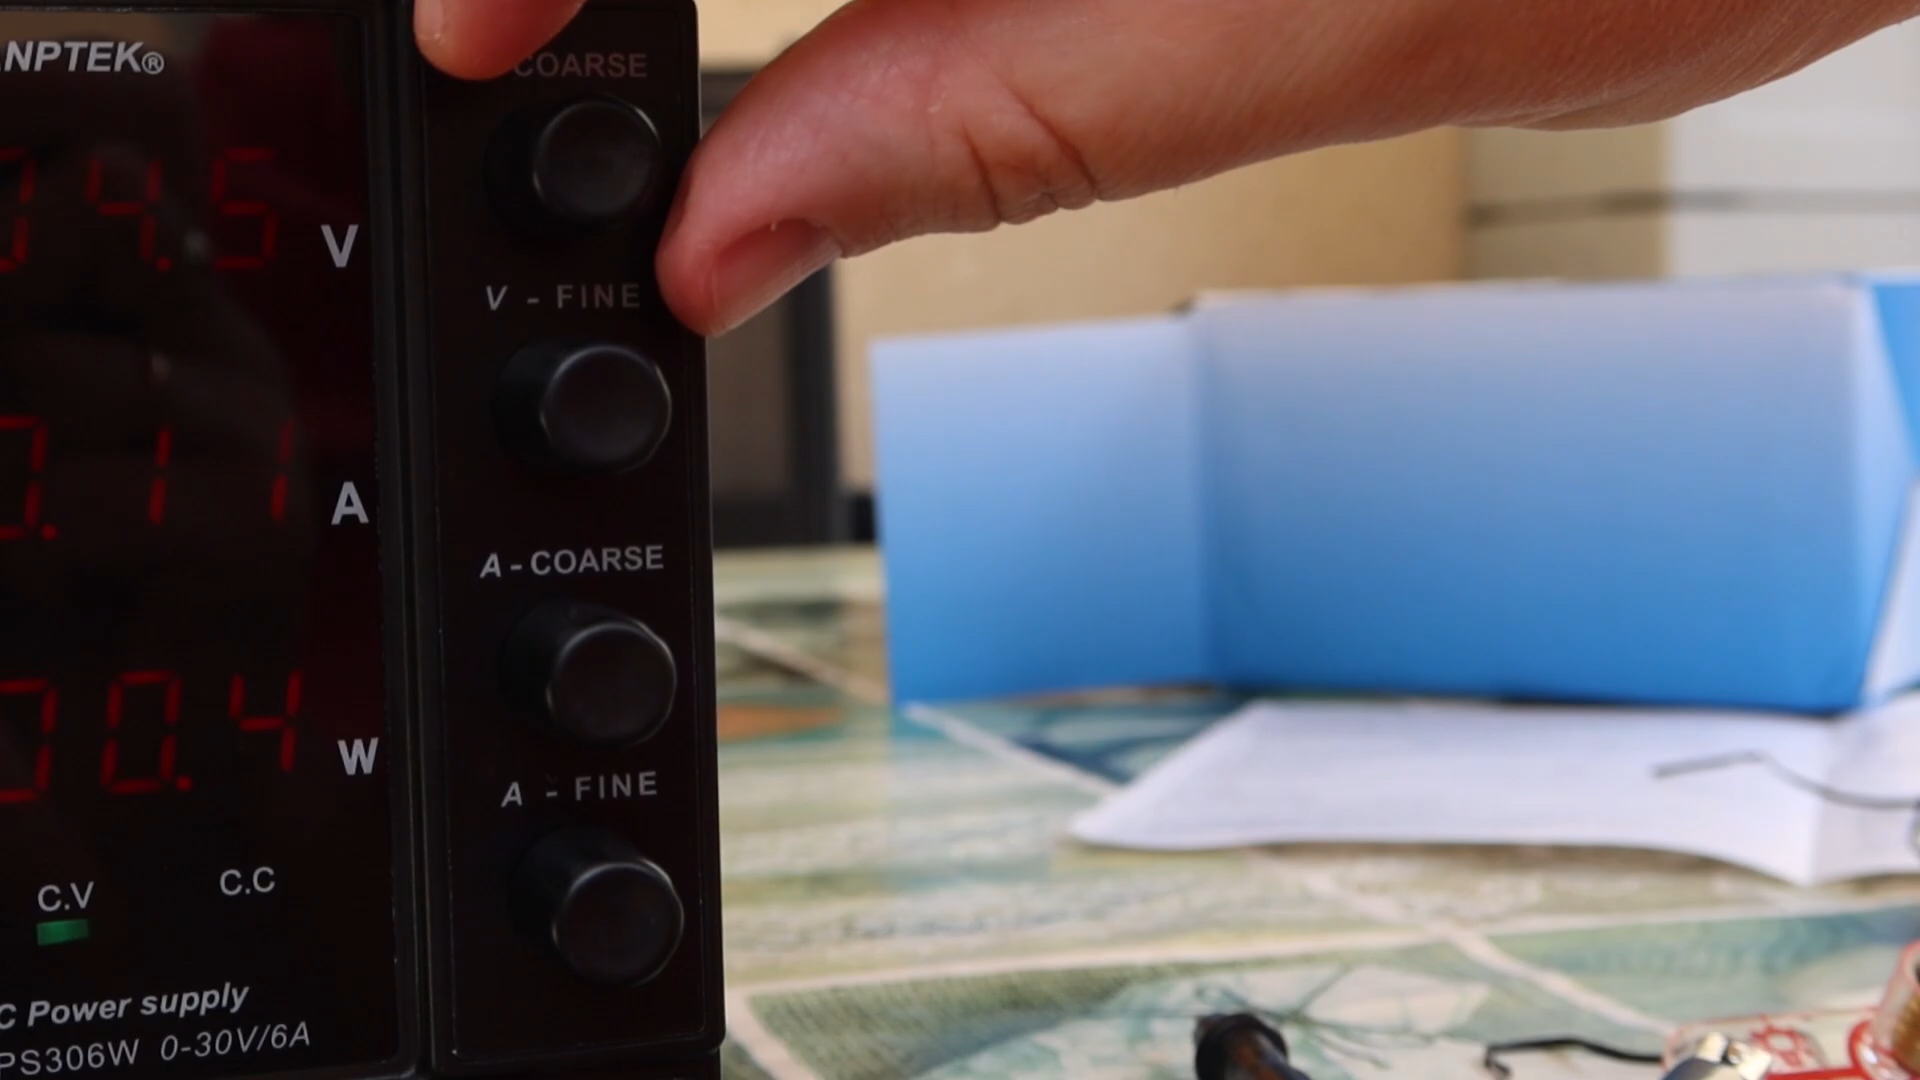 NPTEK®
COARSE
04.5 V
V - FINE
0.11 A
A - COARSE
00.4 W
A - FINE
C.V C.C
C Power supply
PS306W 0-30V/6A